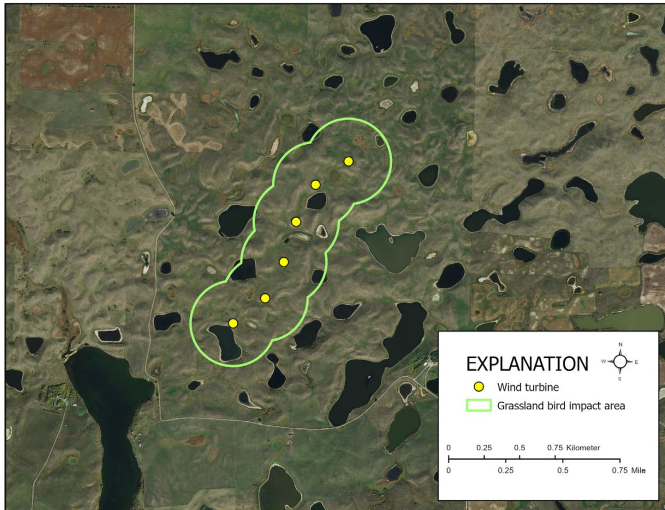 EXPLANATION
N
W E
S
Wind turbine
Grassland bird impact area
0 0.25 0.5 0.75 Kilometer
0 0.25 0.5 0.75 Mile